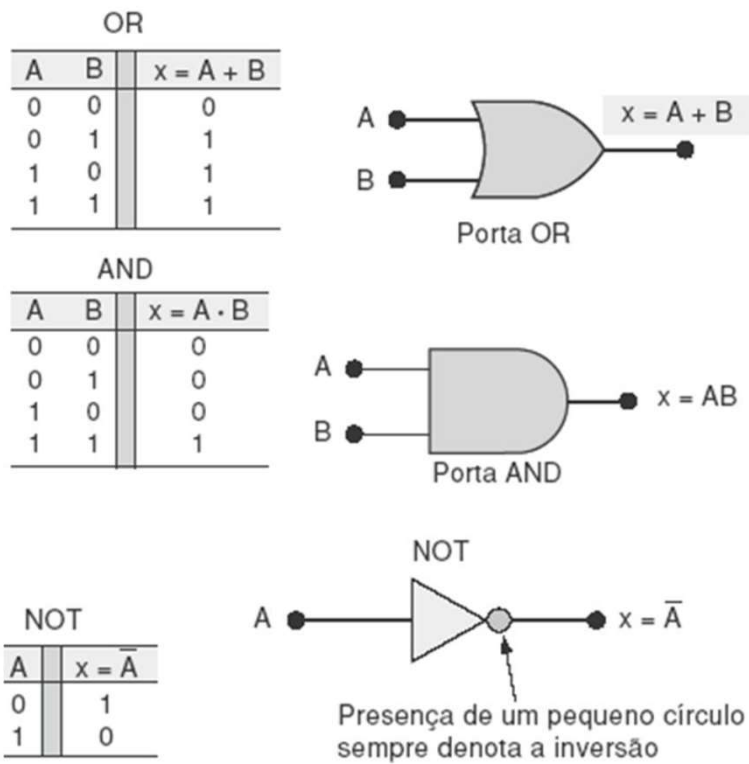 OR
A B x = A + B
0 0 0
0 1 1
1 0 1
1 1 1
A
B
x = A + B
Porta OR
AND
A B x = A · B
0 0 0
0 1 0
1 0 0
1 1 1
A
B
x = AB
Porta AND
NOT
A x = A̅
0 1
1 0
NOT
A
x = A̅
Presença de um pequeno círculo
sempre denota a inversão